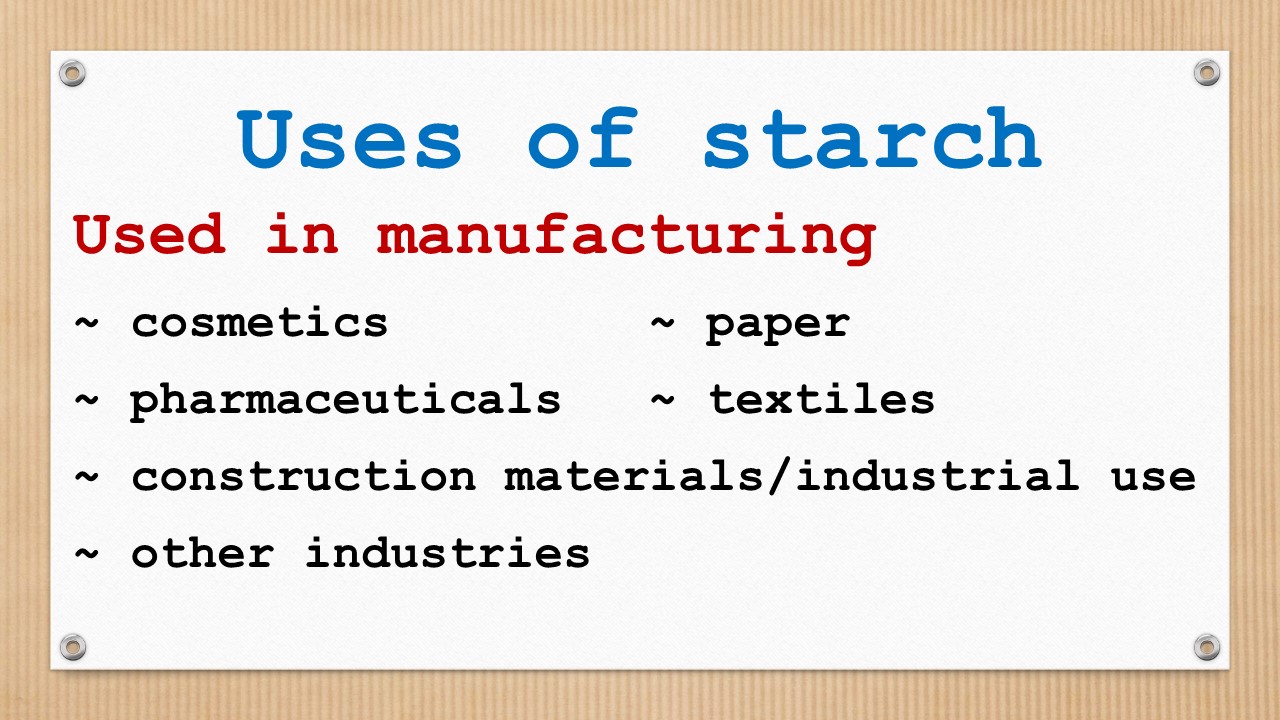 Uses of starch
Used in manufacturing
~ cosmetics ~ paper
~ pharmaceuticals ~ textiles
~ construction materials/industrial use
~ other industries